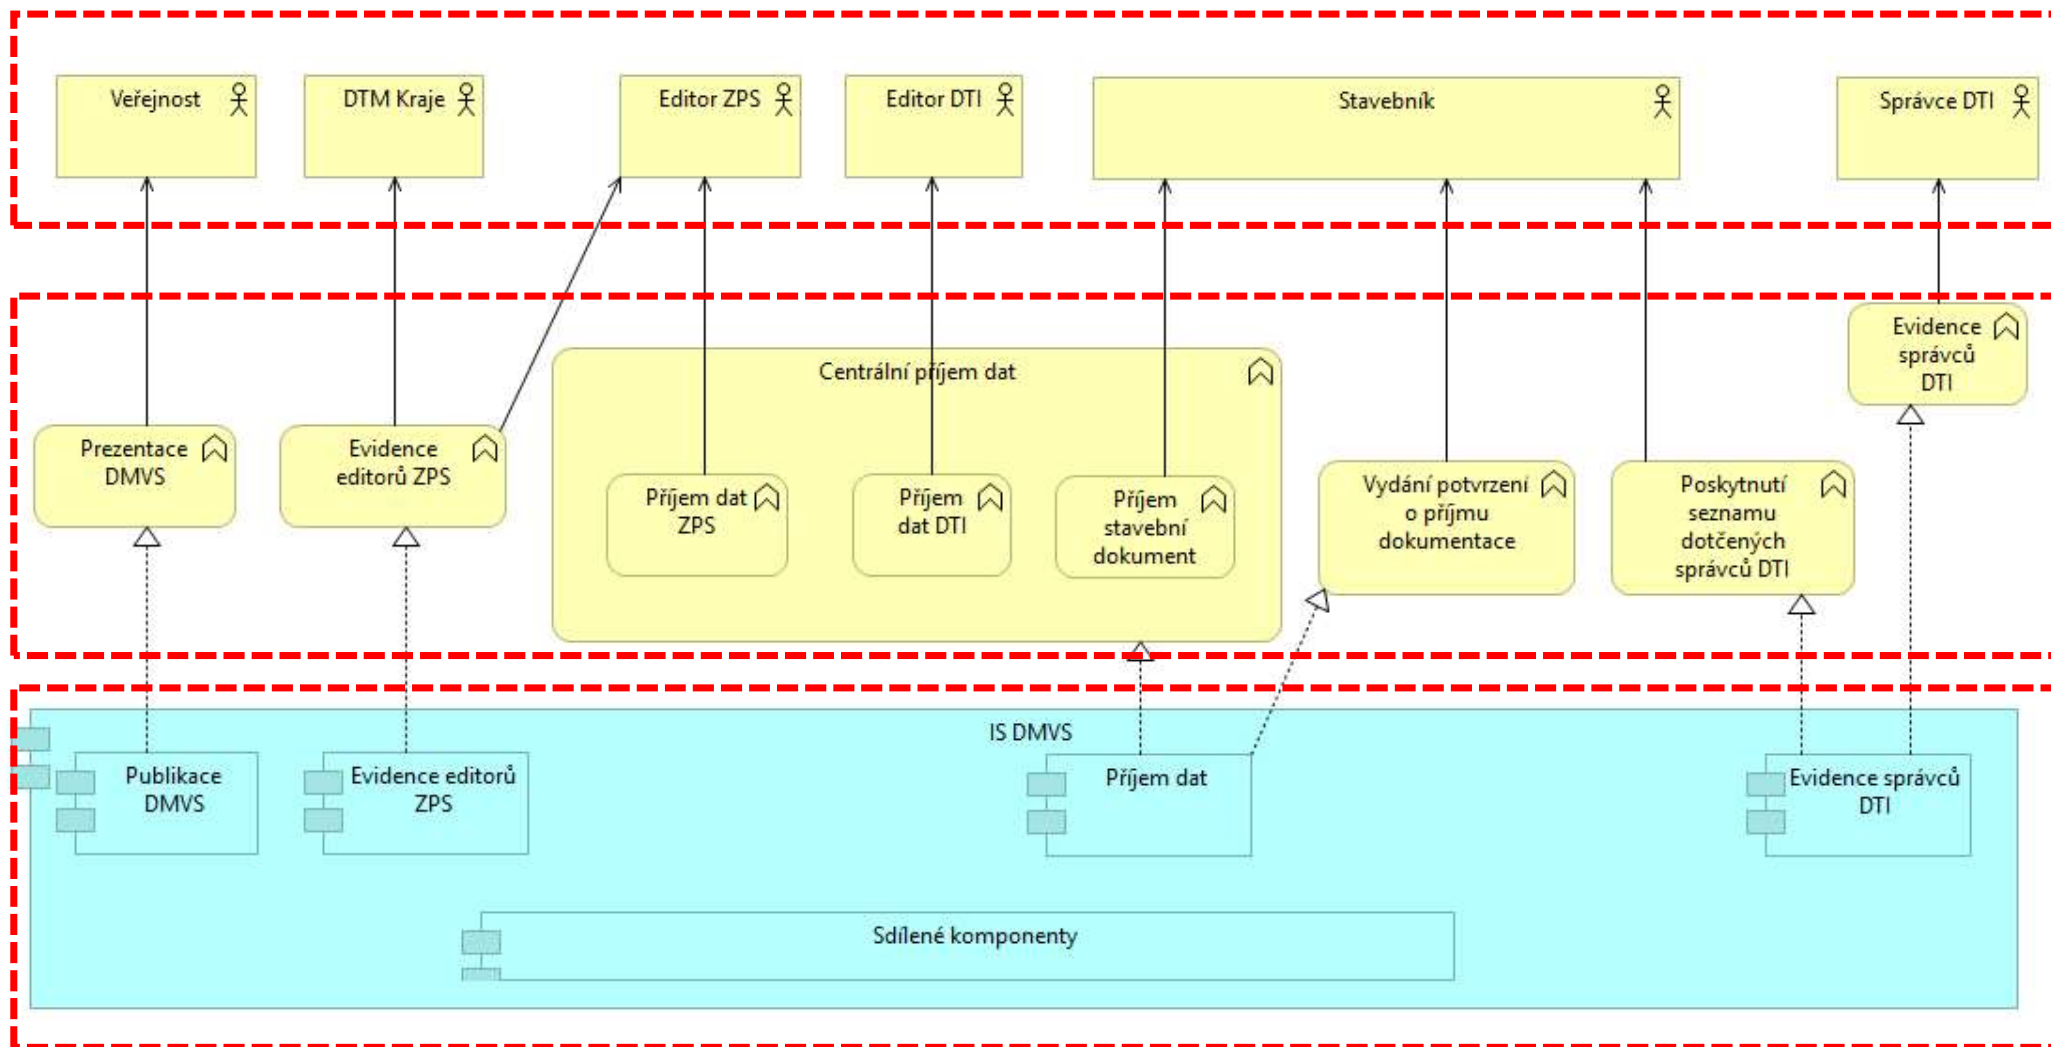 Veřejnost
DTM Kraje
Editor ZPS
Editor DTI
Stavebník
Správce DTI
Evidence
správců
DTI
Centrální příjem dat
Prezentace
DMVS
Evidence
editorů ZPS
Příjem dat
ZPS
Příjem
dat DTI
Příjem
stavební
dokument
Vydání potvrzení
o příjmu
dokumentace
Poskytnutí
seznamu
dotčených
správců DTI
IS DMVS
Publikace
DMVS
Evidence editorů
ZPS
Příjem dat
Evidence správců
DTI
Sdílené komponenty